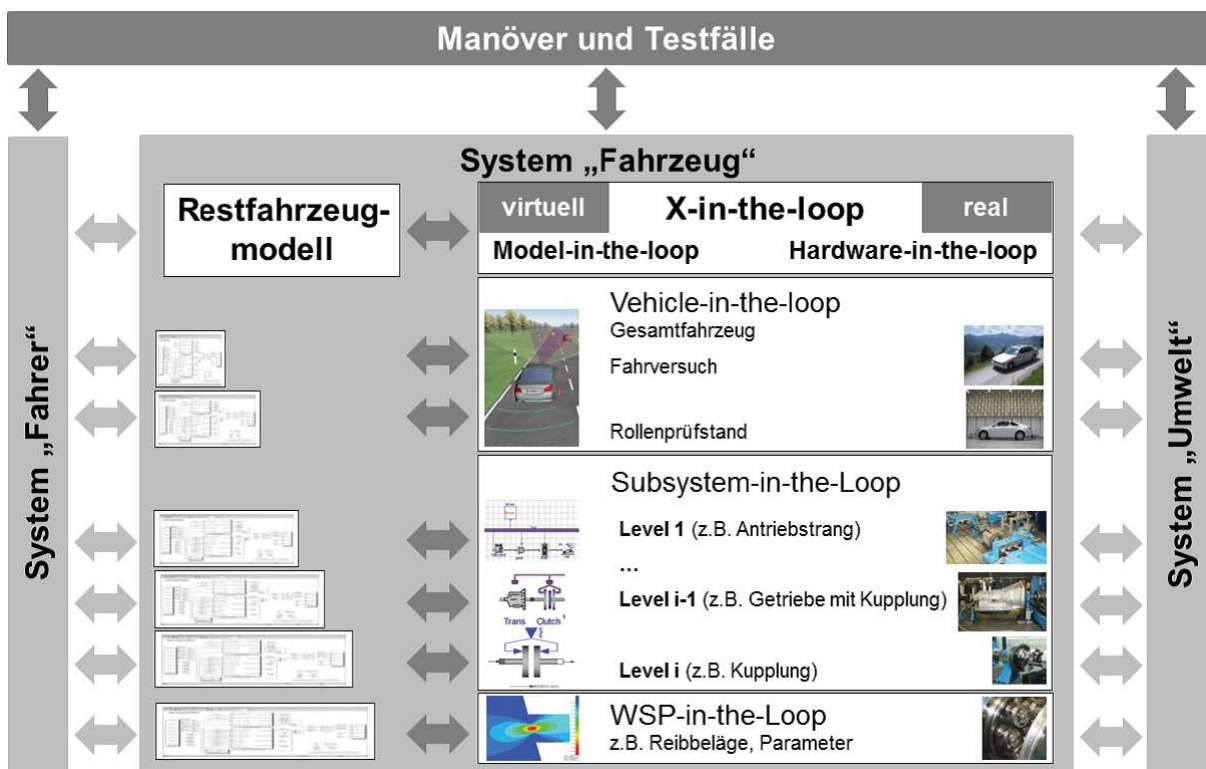 Manöver und Testfälle
System „Fahrer“
System „Fahrzeug“
Restfahrzeug-
modell
virtuell
X-in-the-loop
real
Model-in-the-loop
Hardware-in-the-loop
Vehicle-in-the-loop
Gesamtfahrzeug
Fahrversuch
Rollenprüfstand
Subsystem-in-the-Loop
Level 1 (z.B. Antriebstrang)
...
Level i-1 (z.B. Getriebe mit Kupplung)
Trans Clutch
Level i (z.B. Kupplung)
WSP-in-the-Loop
z.B. Reibbeläge, Parameter
System „Umwelt“